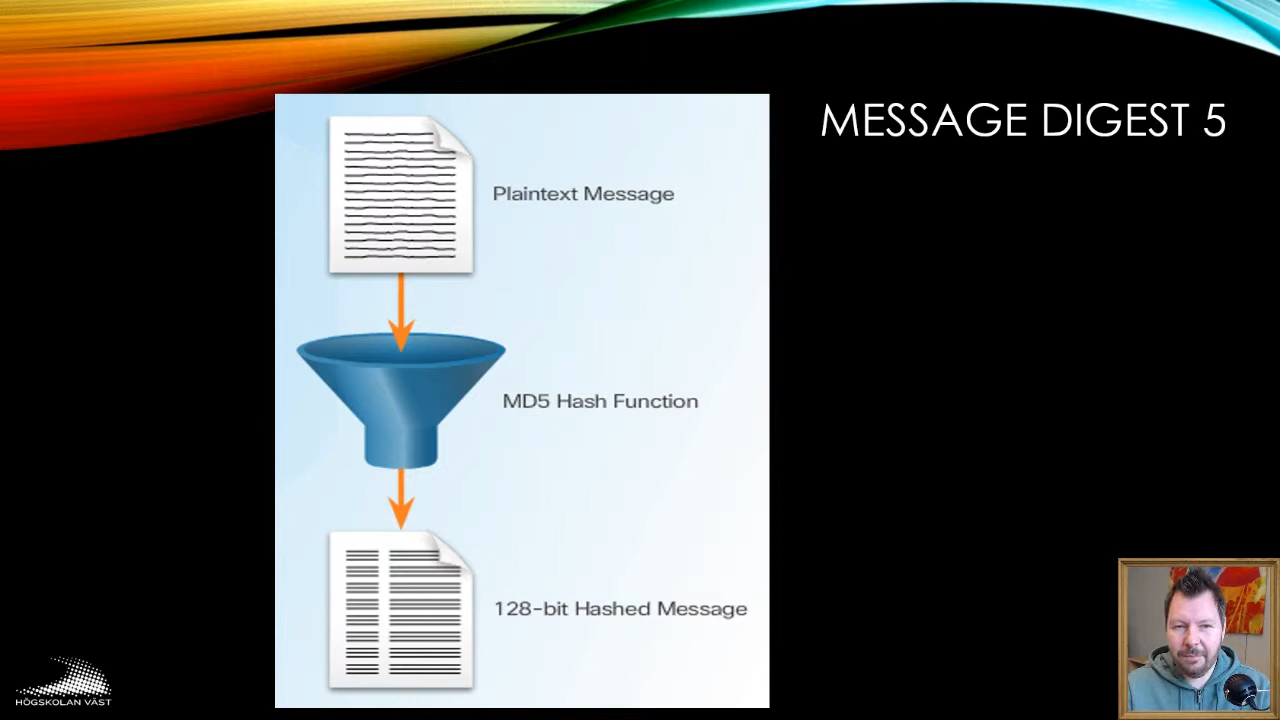 MESSAGE DIGEST 5
Plaintext Message
MD5 Hash Function
128-bit Hashed Message
HÖGSKOLAN VÄST